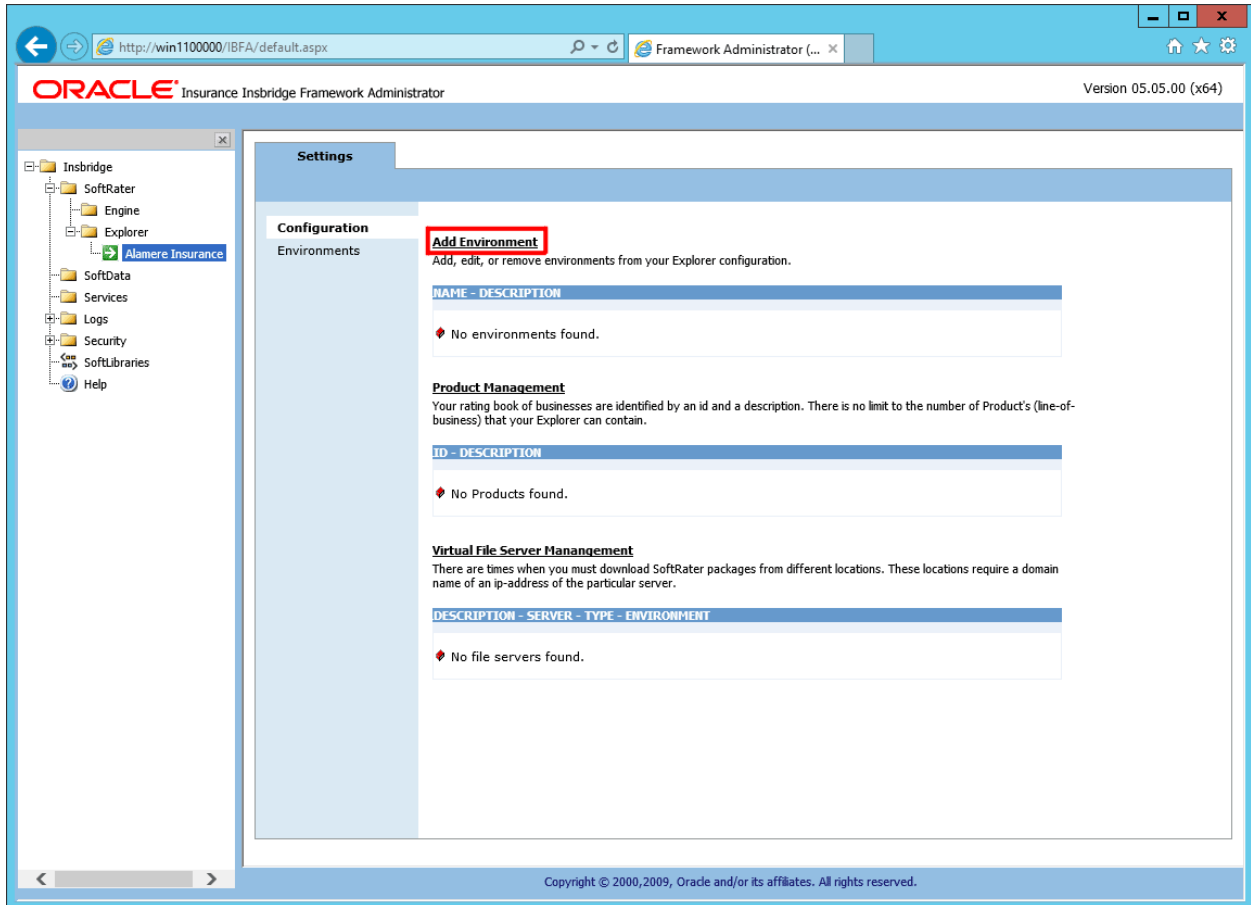 http://win1100000/IBFA/default.aspx
Framework Administrator (...
ORACLE Insurance Insbridge Framework Administrator
Version 05.05.00 (x64)
Insbridge
SoftRater
Engine
Explorer
Alamere Insurance
SoftData
Services
Logs
Security
SoftLibraries
Help
Settings
Configuration
Environments
Add Environment
Add, edit, or remove environments from your Explorer configuration.
NAME - DESCRIPTION
No environments found.
Product Management
Your rating book of businesses are identified by an id and a description. There is no limit to the number of Product's (line-of-
business) that your Explorer can contain.
ID - DESCRIPTION
No Products found.
Virtual File Server Manangement
There are times when you must download SoftRater packages from different locations. These locations require a domain
name of an ip-address of the particular server.
DESCRIPTION - SERVER - TYPE - ENVIRONMENT
No file servers found.
Copyright © 2000,2009, Oracle and/or its affiliates. All rights reserved.